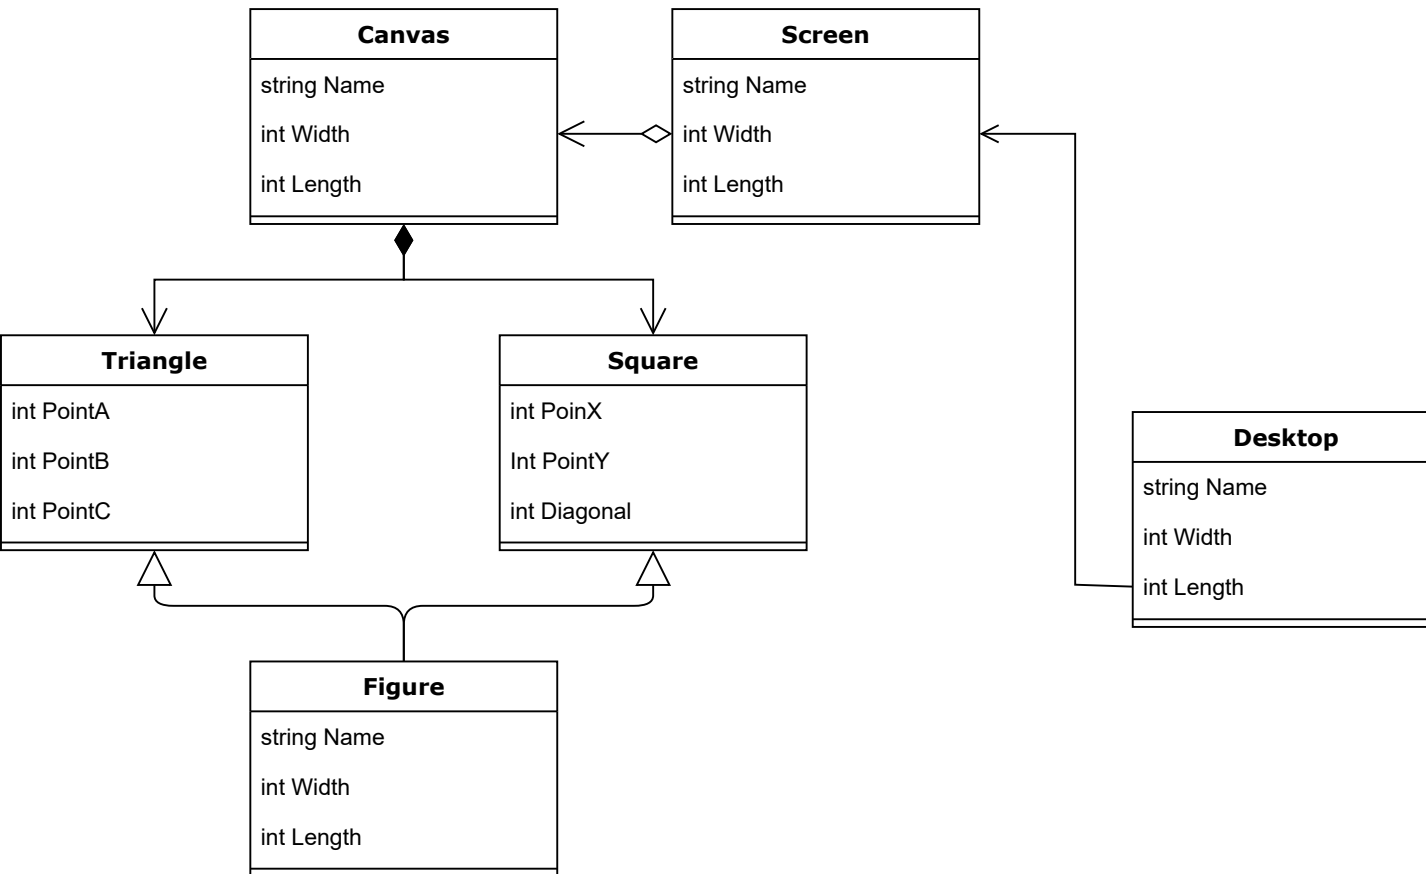 Canvas
string Name
int Width
int Length
Screen
string Name
int Width
int Length
Triangle
int PointA
int PointB
int PointC
Square
int PoinX
Int PointY
int Diagonal
Desktop
string Name
int Width
int Length
Figure
string Name
int Width
int Length